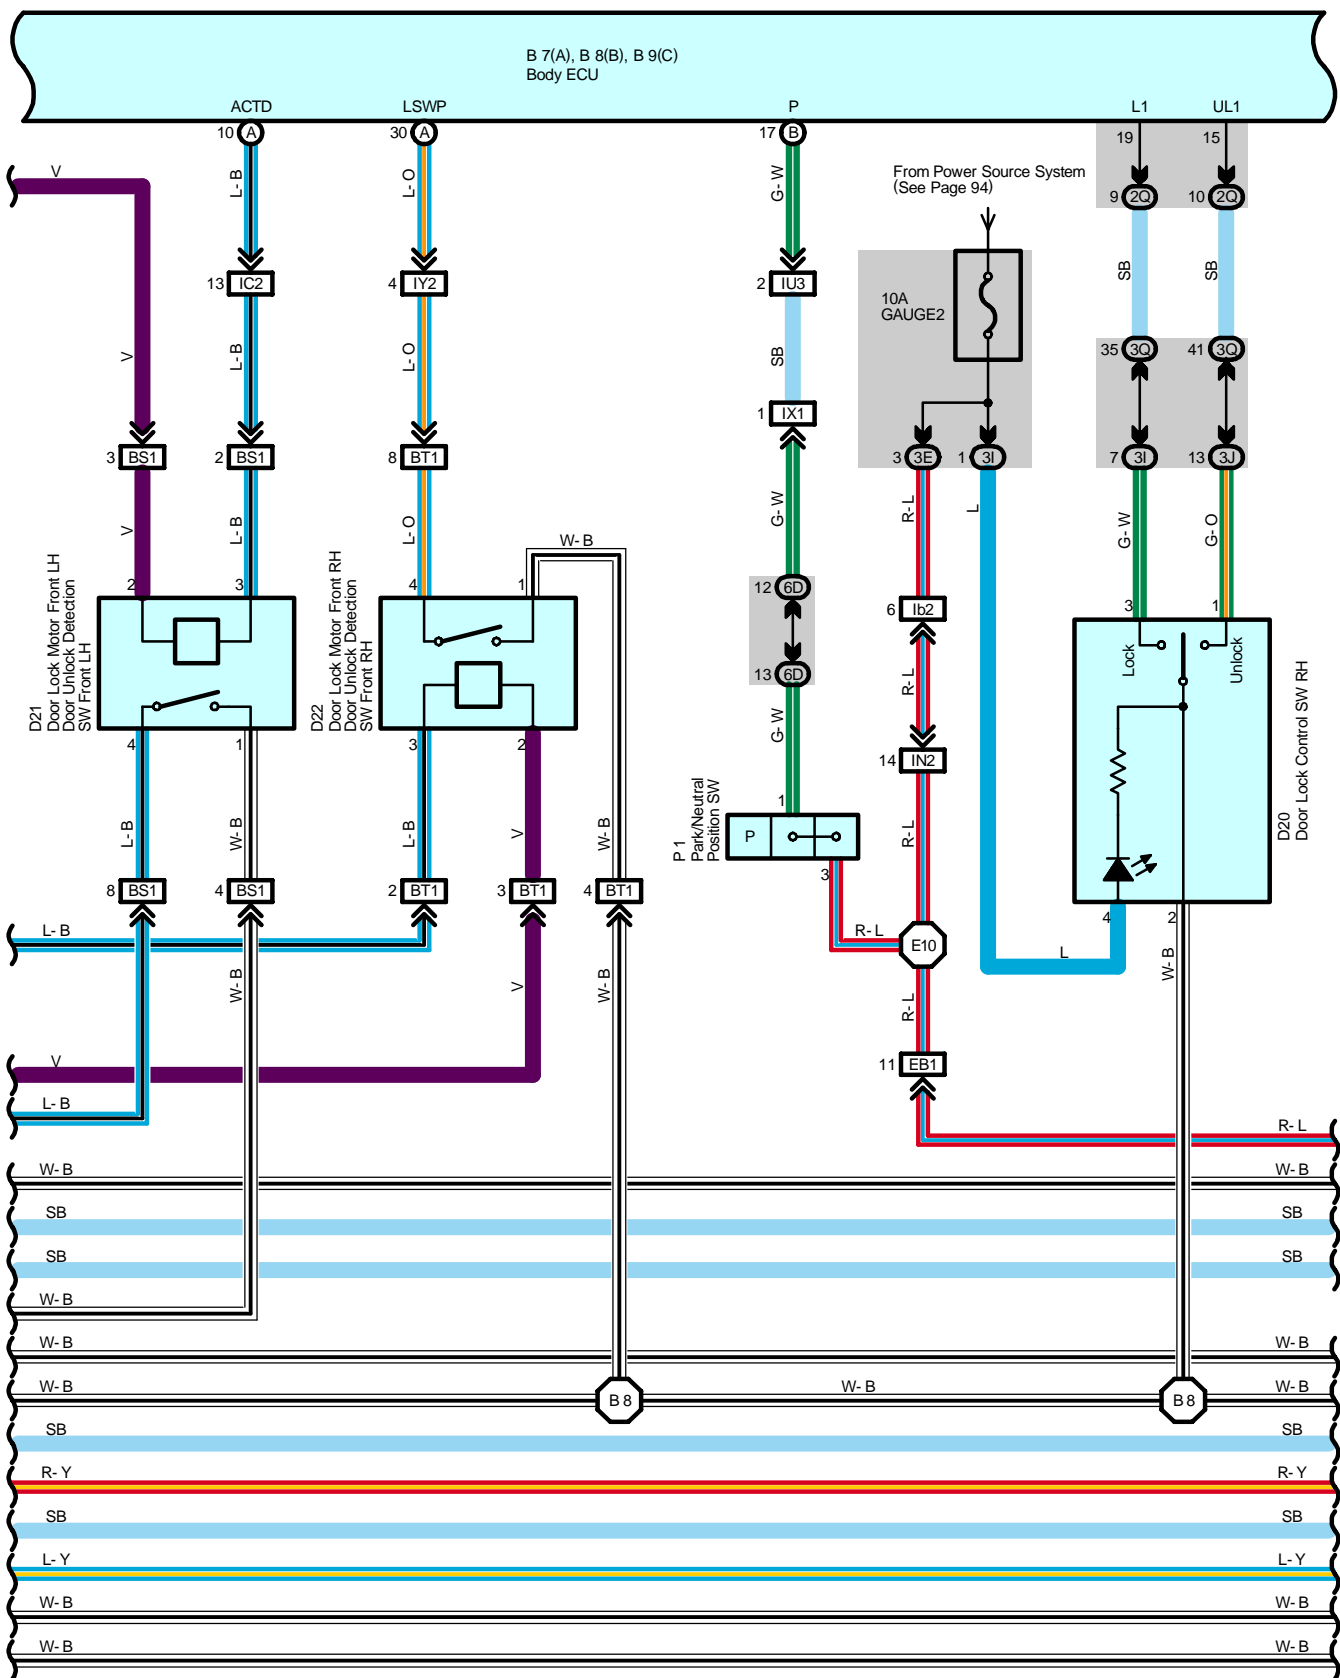 B 7(A), B 8(B), B 9(C)
Body ECU
ACTD
LSWP
P
L1
UL1
10
A
30
A
17
B
19
15
V
L- B
L- O
G- W
From Power Source System
(See Page 94)
9
2Q
10
2Q
13
IC2
4
IY2
2
IU3
10A
GAUGE2
SB
SB
V
L- B
L- O
SB
35
3Q
41
3Q
1
IX1
3
BS1
2
BS1
8
BT1
3
3E
1
3I
7
3I
13
3J
V
L- B
L- O
W- B
G- W
R- L
L
G- W
G- O
2
3
4
1
12
6D
6
Ib2
3
1
D21
Door Lock Motor Front LH
Door Unlock Detection
SW Front LH
D22
Door Lock Motor Front RH
Door Unlock Detection
SW Front RH
13
6D
R- L
Lock
Unlock
4
1
3
2
G- W
14
IN2
D20
Door Lock Control SW RH
L- B
W- B
L- B
V
W- B
P 1
Park/Neutral
Position SW
1
P
3
R- L
8
BS1
4
BS1
2
BT1
3
BT1
4
BT1
4
2
L- B
R- L
E10
L
W- B
W- B
V
W- B
R- L
V
11
EB1
L- B
R- L
W- B
W- B
SB
SB
SB
SB
W- B
W- B
W- B
W- B
W- B
W- B
B 8
B 8
SB
SB
R- Y
R- Y
SB
SB
L- Y
L- Y
W- B
W- B
W- B
W- B